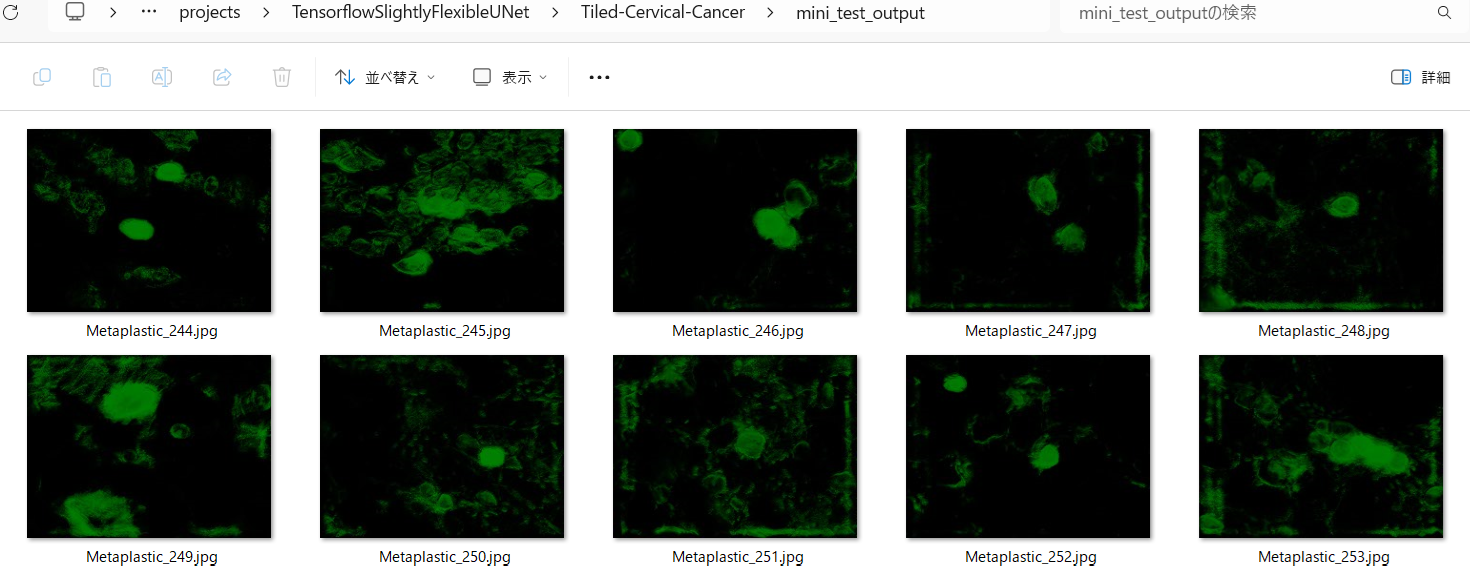 … projects > TensorflowSlightlyFlexibleUNet > Tiled-Cervical-Cancer > mini_test_output
mini_test_outputの検索
並べ替え 表示 … 詳細
Metaplastic_244.jpg Metaplastic_245.jpg Metaplastic_246.jpg Metaplastic_247.jpg Metaplastic_248.jpg
Metaplastic_249.jpg Metaplastic_250.jpg Metaplastic_251.jpg Metaplastic_252.jpg Metaplastic_253.jpg